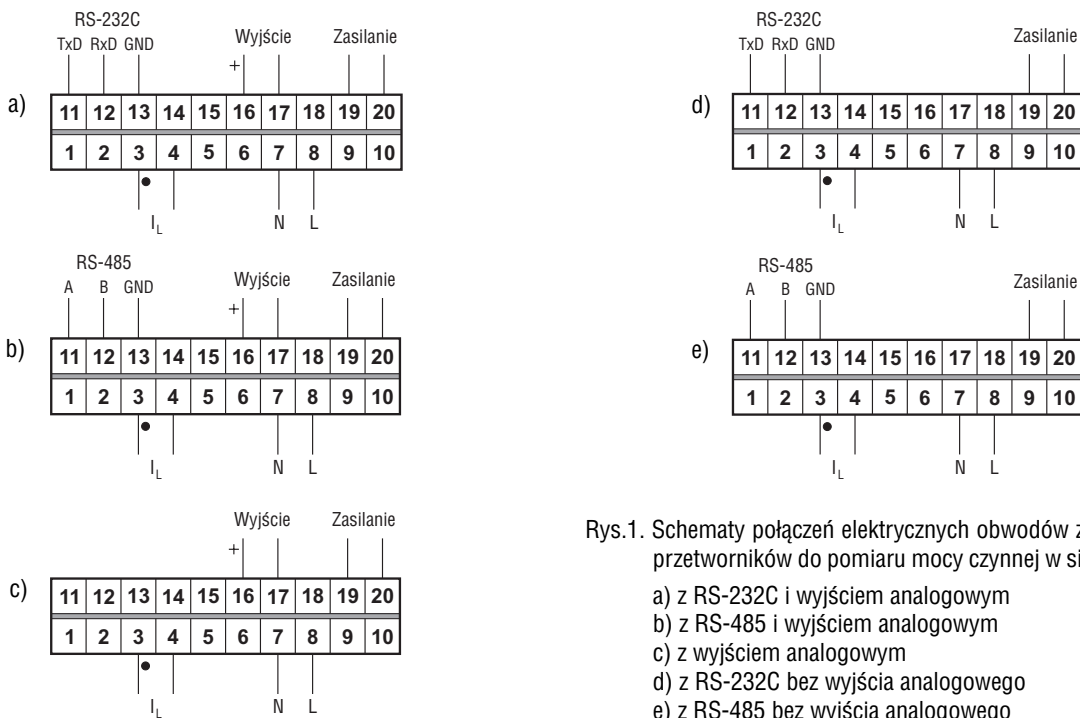 RS-232C
TxD RxD GND
Wyjście
Zasilanie
+
a)
11 12 13 14 15 16 17 18 19 20
1 2 3 4 5 6 7 8 9 10
I_L
N L
RS-485
A B GND
Wyjście
Zasilanie
+
b)
11 12 13 14 15 16 17 18 19 20
1 2 3 4 5 6 7 8 9 10
I_L
N L
Wyjście
Zasilanie
+
c)
11 12 13 14 15 16 17 18 19 20
1 2 3 4 5 6 7 8 9 10
I_L
N L
RS-232C
TxD RxD GND
Zasilanie
d)
11 12 13 14 15 16 17 18 19 20
1 2 3 4 5 6 7 8 9 10
I_L
N L
RS-485
A B GND
Zasilanie
e)
11 12 13 14 15 16 17 18 19 20
1 2 3 4 5 6 7 8 9 10
I_L
N L
Rys.1. Schematy połączeń elektrycznych obwodów
przetworników do pomiaru mocy czynnej w
a) z RS-232C i wyjściem analogowym
b) z RS-485 i wyjściem analogowym
c) z wyjściem analogowym
d) z RS-232C bez wyjścia analogowego
e) z RS-485 bez wyjścia analogowego